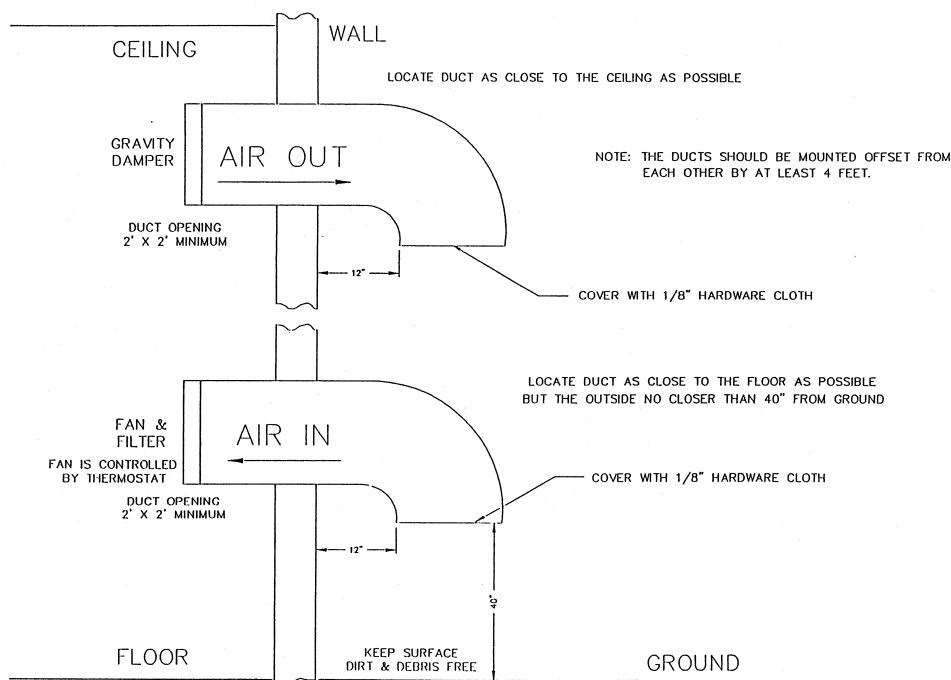 WALL
CEILING
LOCATE DUCT AS CLOSE TO THE CEILING AS POSSIBLE
GRAVITY
DAMPER
AIR OUT
NOTE: THE DUCTS SHOULD BE MOUNTED OFFSET FROM
EACH OTHER BY AT LEAST 4 FEET.
DUCT OPENING
2' X 2' MINIMUM
12"
COVER WITH 1/8" HARDWARE CLOTH
LOCATE DUCT AS CLOSE TO THE FLOOR AS POSSIBLE
BUT THE OUTSIDE NO CLOSER THAN 40" FROM GROUND
FAN &
FILTER
AIR IN
FAN IS CONTROLLED
BY THERMOSTAT
COVER WITH 1/8" HARDWARE CLOTH
DUCT OPENING
2' X 2' MINIMUM
12"
40"
FLOOR
KEEP SURFACE
DIRT & DEBRIS FREE
GROUND